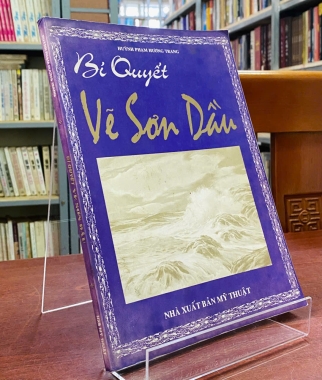 HUỲNH PHẠM HƯƠNG TRANG
Bí Quyết
Vẽ Sơn Dầu
NHÀ XUẤT BẢN MỸ THUẬT